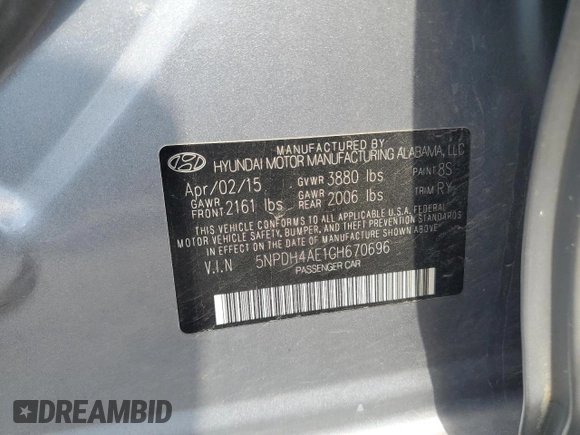 MANUFACTURED BY
HYUNDAI MOTOR MANUFACTURING ALABAMA, LLC
Apr/02/15 GVWR 3880 lbs PAINT 8S
GAWR FRONT 2161 lbs GAWR REAR 2006 lbs TRIM RY
THIS VEHICLE CONFORMS TO ALL APPLICABLE U.S.A. FEDERAL
MOTOR VEHICLE SAFETY, BUMPER, AND THEFT PREVENTION STANDARDS
IN EFFECT ON THE DATE OF MANUFACTURE SHOWN ABOVE.
V.I.N 5NPDH4AE1GH670696
PASSENGER CAR
DREAMBID